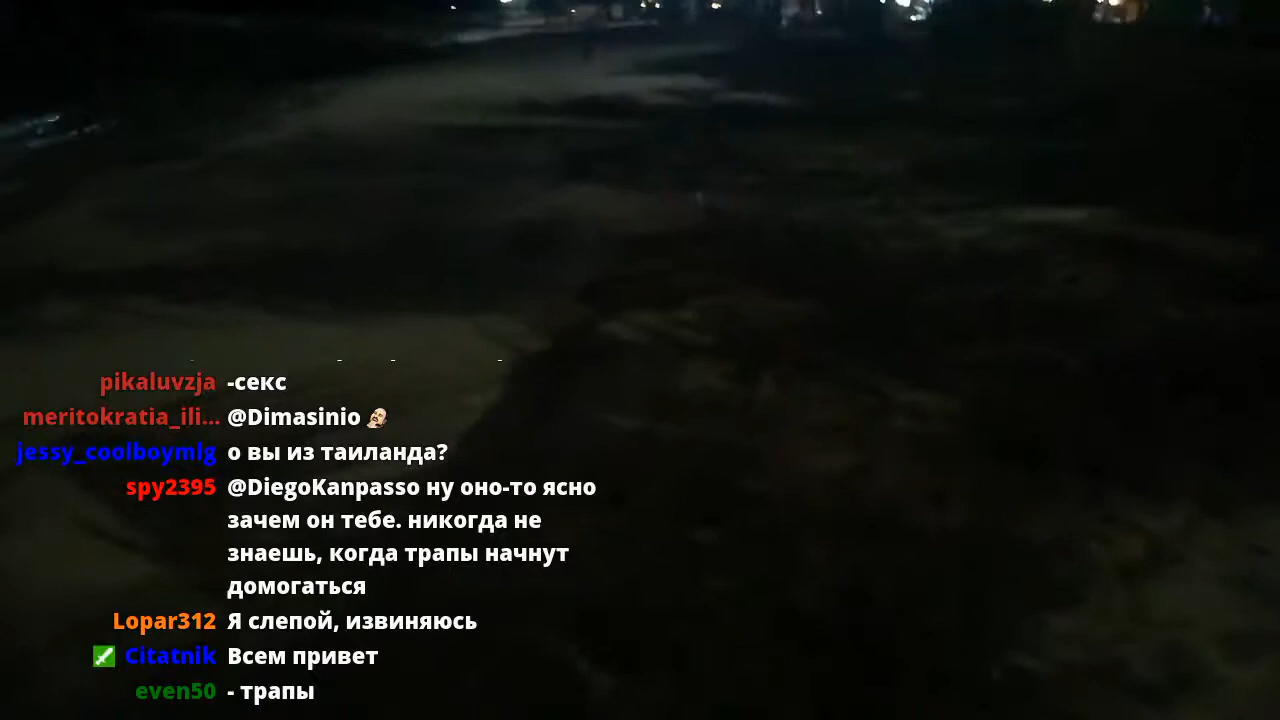 pikaluvzja -секс
meritokratia_ili... @Dimasinio
jessy_coolboymlg о вы из таиланда?
spy2395 @DiegoKanpasso ну оно-то ясно
зачем он тебе. никогда не
знаешь, когда трапы начнут
домогаться
Lopar312 Я слепой, извиняюсь
Citatnik Всем привет
even50 - трапы